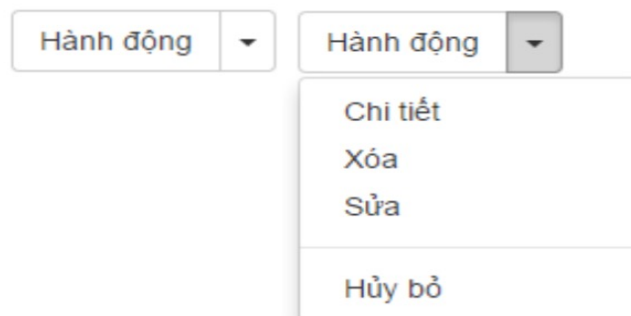 Hành động
Hành động
Chi tiết
Xóa
Sửa
Hủy bỏ